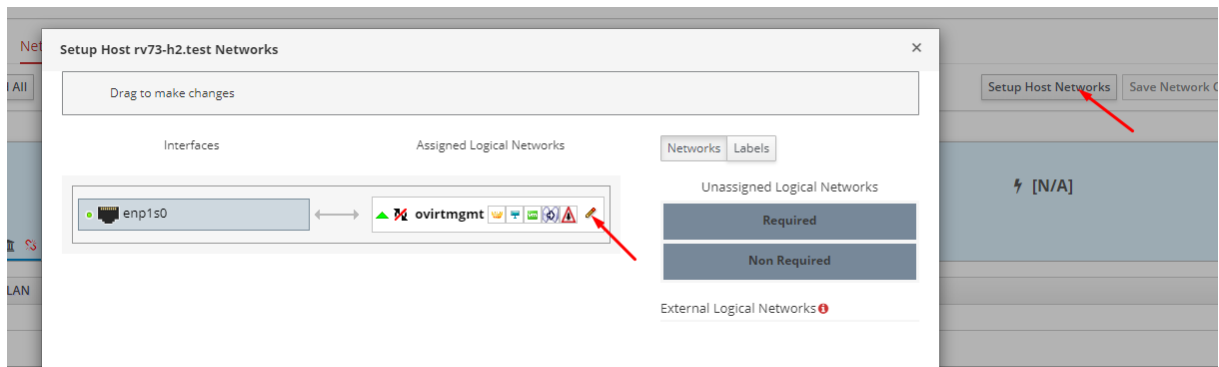 Setup Host rv73-h2.test Networks
Net
Drag to make changes
All
Setup Host Networks
Save Network C
Interfaces
Assigned Logical Networks
Networks
Labels
Unassigned Logical Networks
[N/A]
enp1s0
ovirtmgmt
Required
Non Required
LAN
External Logical Networks